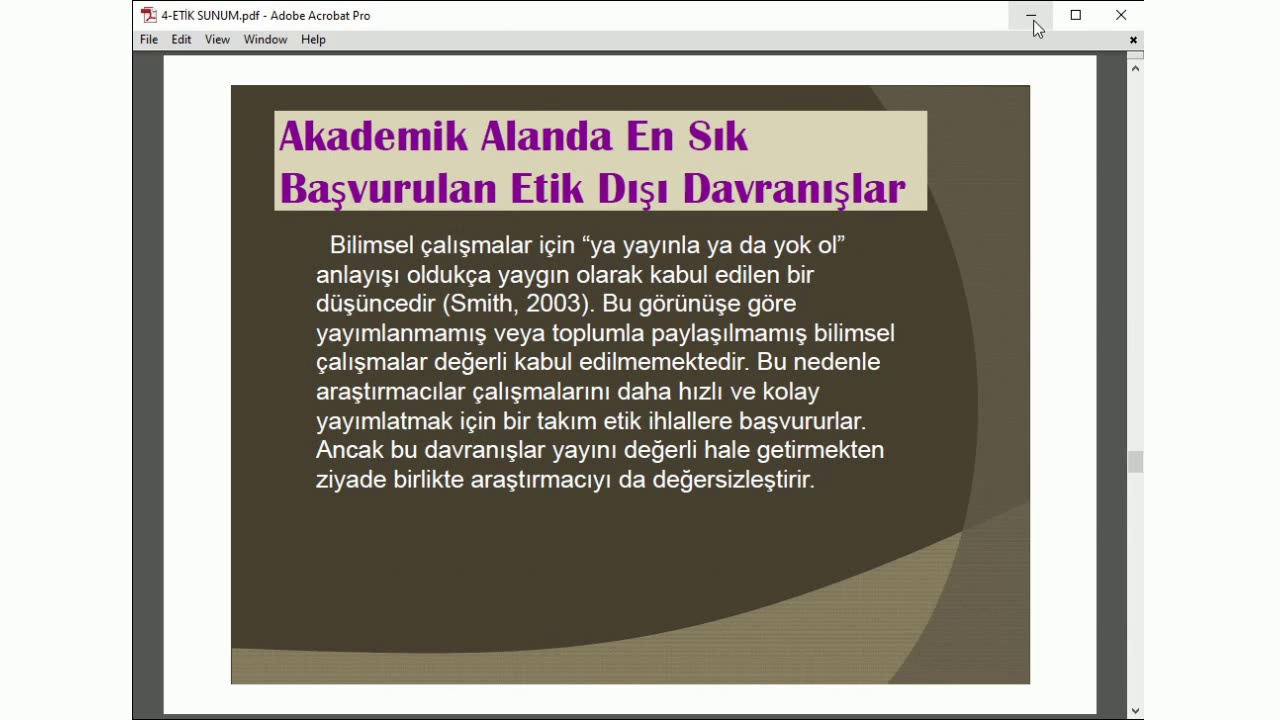 4-ETİK SUNUM.pdf - Adobe Acrobat Pro
File Edit View Window Help
Akademik Alanda En Sık
Başvurulan Etik Dışı Davranışlar
Bilimsel çalışmalar için “ya yayınla ya da yok ol”
anlayışı oldukça yaygın olarak kabul edilen bir
düşüncedir (Smith, 2003). Bu görünüşe göre
yayımlanmamış veya toplumla paylaşılmamış bilimsel
çalışmalar değerli kabul edilmemektedir. Bu nedenle
araştırmacılar çalışmalarını daha hızlı ve kolay
yayımlatmak için bir takım etik ihlallere başvururlar.
Ancak bu davranışlar yayını değerli hale getirmekten
ziyade birlikte araştırmacıyı da değersizleştirir.